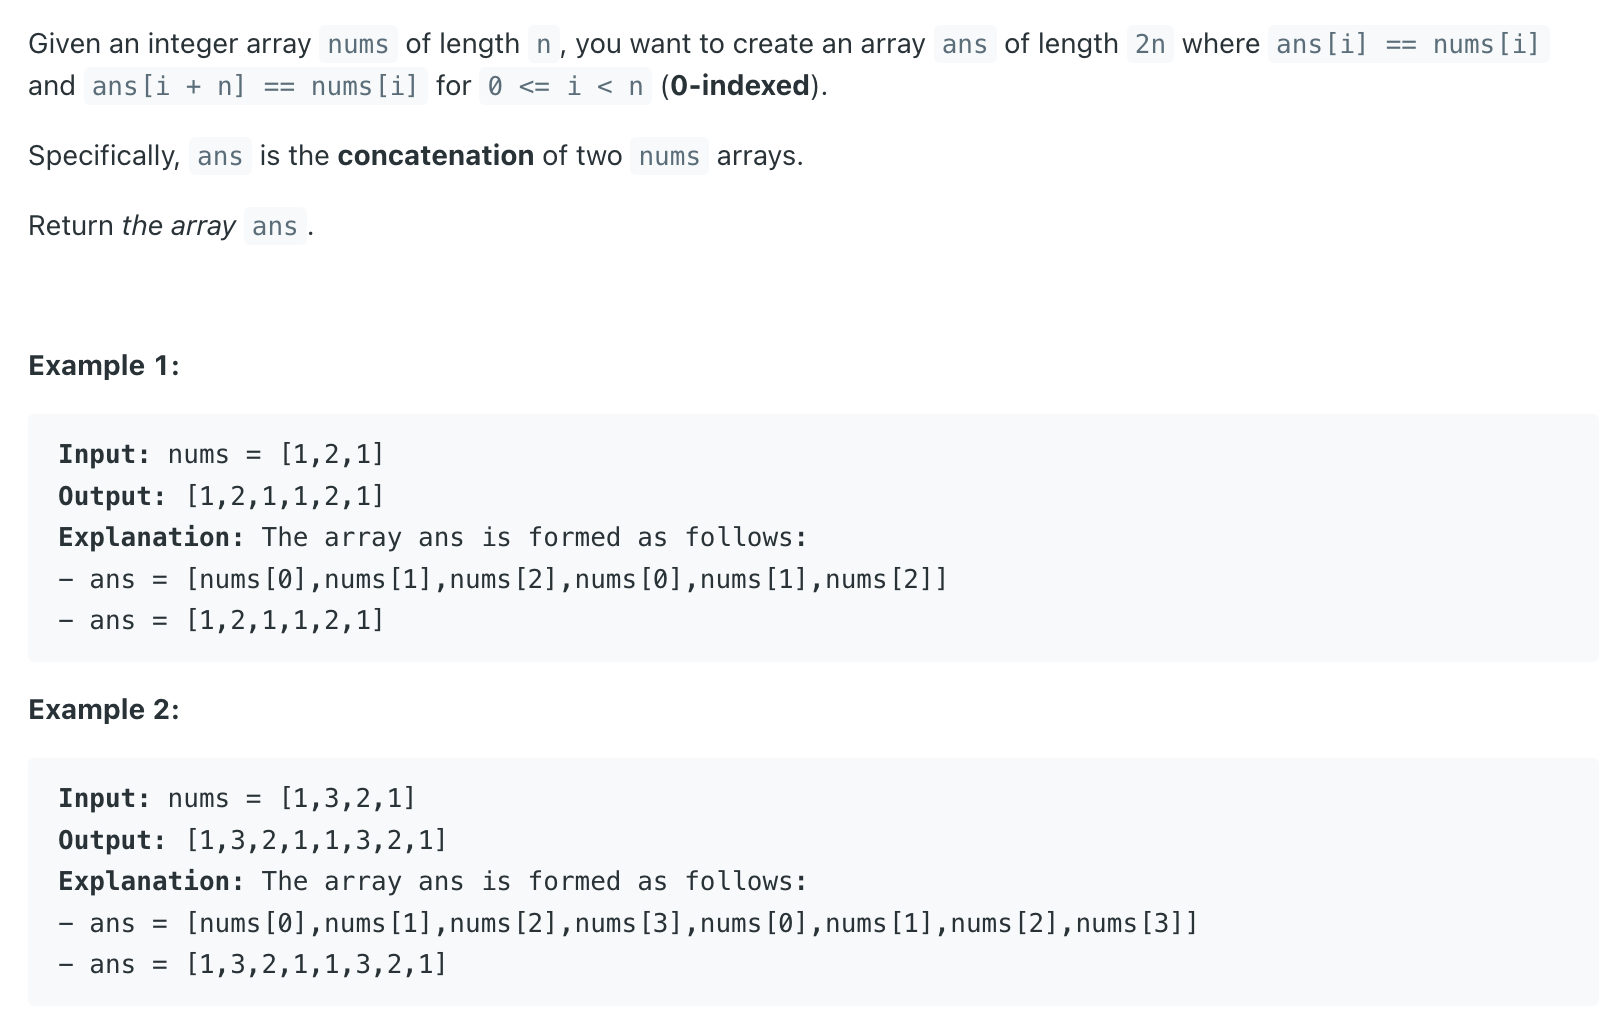 Given an integer array nums of length n, you want to create an array ans of length 2n where ans[i] == nums[i]
and ans[i + n] == nums[i] for 0 <= i < n (0-indexed).
Specifically, ans is the concatenation of two nums arrays.
Return the array ans.
Example 1:
Input: nums = [1,2,1]
Output: [1,2,1,1,2,1]
Explanation: The array ans is formed as follows:
- ans = [nums[0],nums[1],nums[2],nums[0],nums[1],nums[2]]
- ans = [1,2,1,1,2,1]
Example 2:
Input: nums = [1,3,2,1]
Output: [1,3,2,1,1,3,2,1]
Explanation: The array ans is formed as follows:
- ans = [nums[0],nums[1],nums[2],nums[3],nums[0],nums[1],nums[2],nums[3]]
- ans = [1,3,2,1,1,3,2,1]